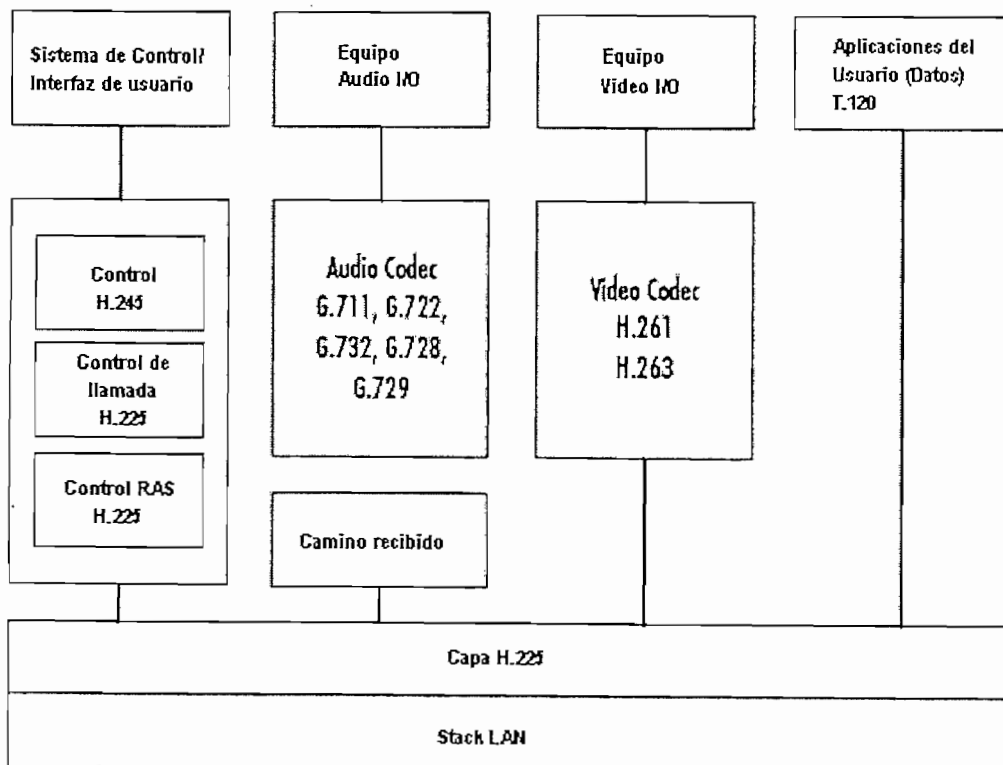 Sistema de Control/
Interfaz de usuario
Equipo
Audio I/O
Equipo
Vídeo I/O
Aplicaciones del
Usuario (Datos)
T.120
Control
H.245
Control de
llamada
H.225
Control RAS
H.225
Audio Codec
G.711, G.722,
G.732, G.728,
G.729
Vídeo Codec
H.261
H.263
Camino recibido
Capa H.225
Stack LAN